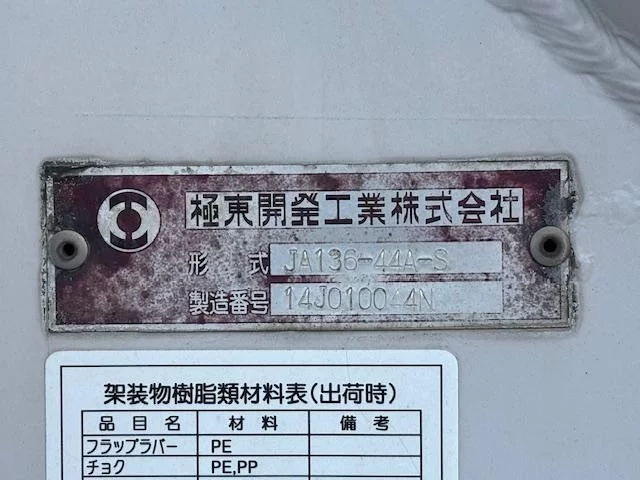 極東開発工業株式会社
形 式 JA136-44A-S
製造番号 14J010044N
架装物樹脂類材料表(出荷時)
品目名 材料 備考
フラップラバー PE
チョク PE,PP